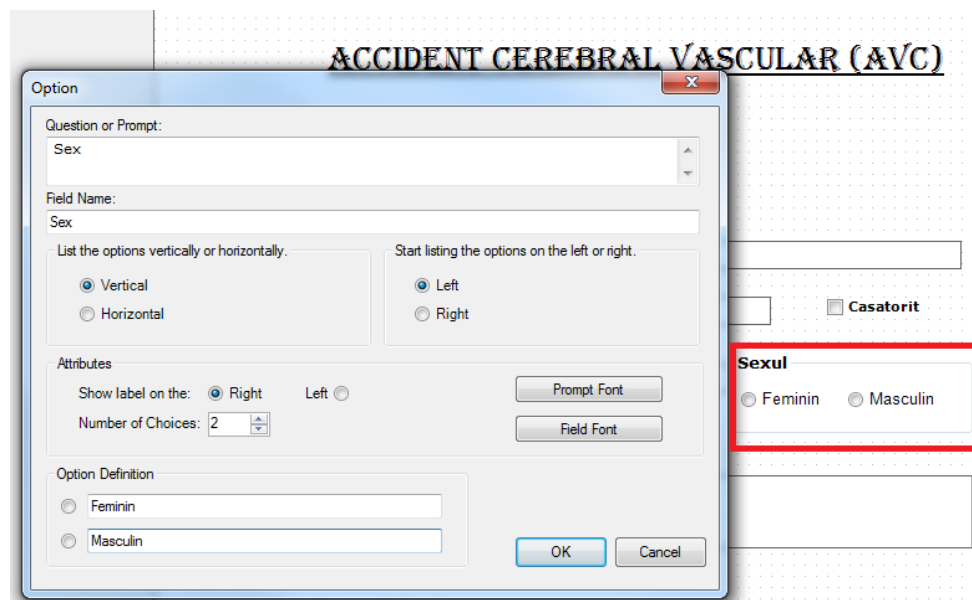 ACCIDENT CEREBRAL VASCULAR (AVC)
Option
Question or Prompt:
Sex
Field Name:
Sex
List the options vertically or horizontally.
Vertical
Horizontal
Start listing the options on the left or right.
Left
Right
Attributes
Show label on the: Right Left
Number of Choices: 2
Prompt Font
Field Font
Option Definition
Feminin
Masculin
OK Cancel
Casatorit
Sexul
Feminin Masculin